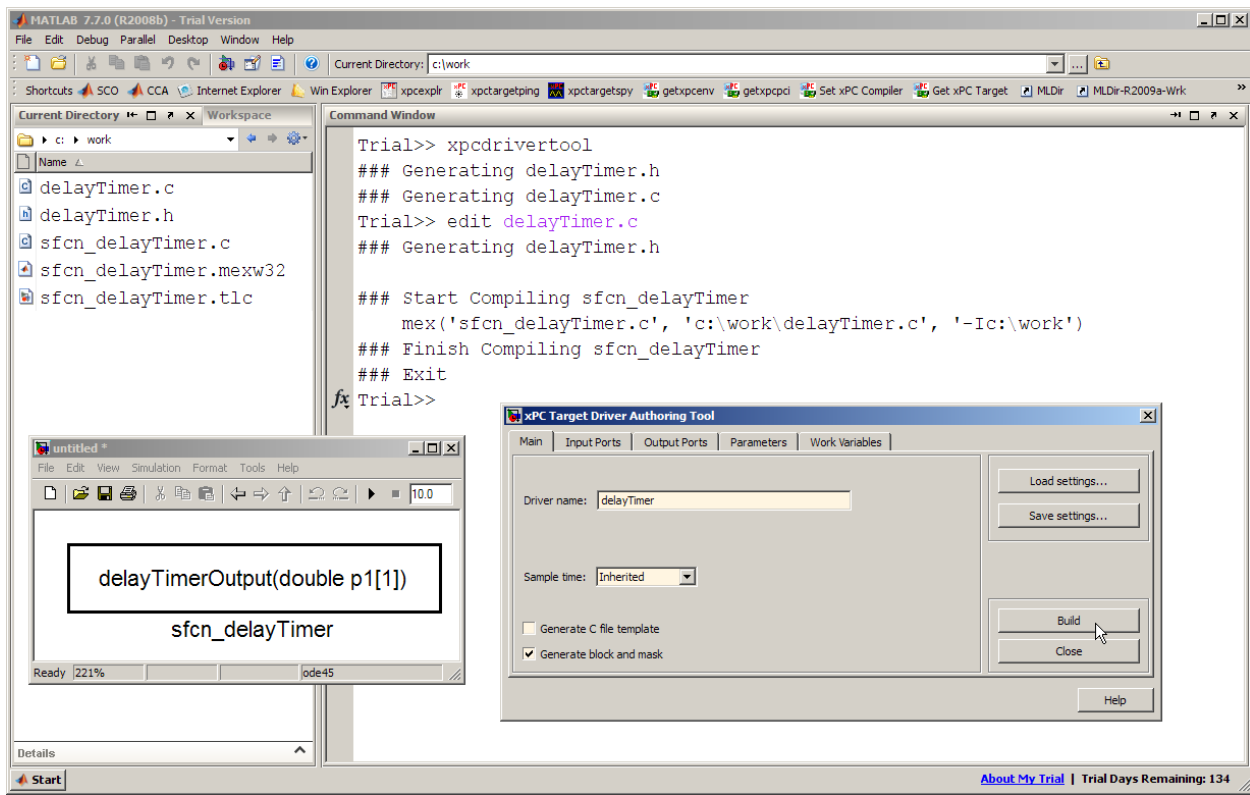 MATLAB 7.7.0 (R2008b) - Trial Version
File Edit Debug Parallel Desktop Window Help
Current Directory: c:\work
Shortcuts SCO CCA Internet Explorer Win Explorer xpcexplr xpctargetping xpctargetspy getxpcenv getxpcpci Set xPC Compiler Get xPC Target MLDir MLDir-R2009a-Wrk »
Current Directory Workspace
c: work
Name
delayTimer.c
delayTimer.h
sfcn_delayTimer.c
sfcn_delayTimer.mexw32
sfcn_delayTimer.tlc
Command Window
Trial>> xpcdrivertool
### Generating delayTimer.h
### Generating delayTimer.c
Trial>> edit delayTimer.c
### Generating delayTimer.h
### Start Compiling sfcn_delayTimer
mex('sfcn_delayTimer.c', 'c:\work\delayTimer.c', '-Ic:\work')
### Finish Compiling sfcn_delayTimer
### Exit
fx Trial>>
untitled *
File Edit View Simulation Format Tools Help
10.0
delayTimerOutput(double p1[1])
sfcn_delayTimer
Ready 221% ode45
xPC Target Driver Authoring Tool
Main Input Ports Output Ports Parameters Work Variables
Driver name: delayTimer
Sample time: Inherited
Generate C file template
Generate block and mask
Load settings...
Save settings...
Build
Close
Help
Details
Start
About My Trial | Trial Days Remaining: 134